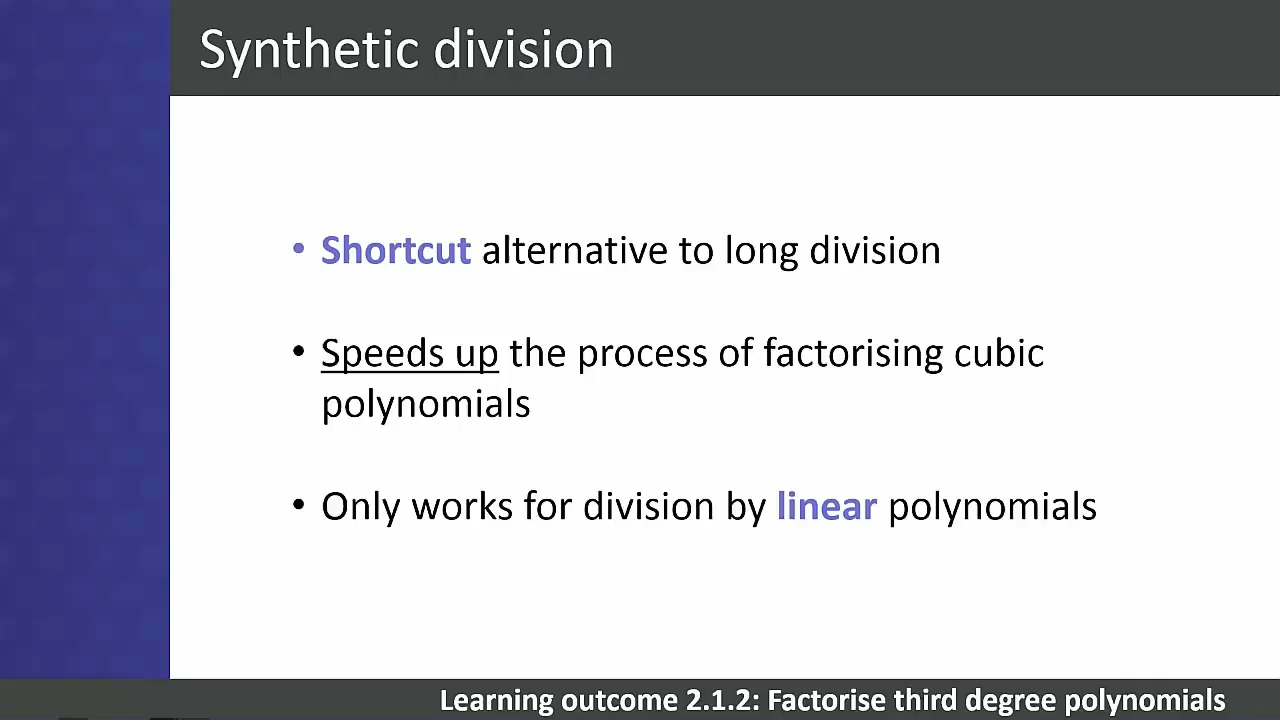 Synthetic division
• Shortcut alternative to long division
• Speeds up the process of factorising cubic
polynomials
• Only works for division by linear polynomials
Learning outcome 2.1.2: Factorise third degree polynomials